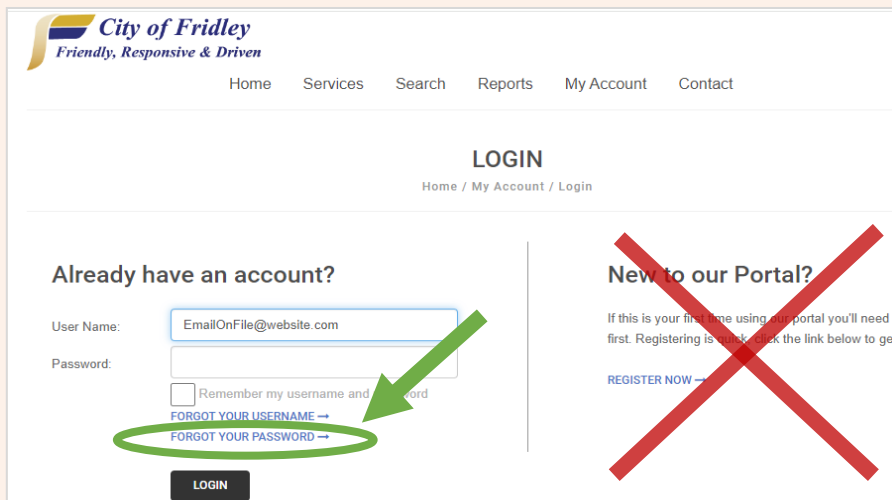 City of Fridley
Friendly, Responsive & Driven
Home Services Search Reports My Account Contact
LOGIN
Home / My Account / Login
Already have an account?
User Name:
EmailOnFile@website.com
Password:
Remember my username and
FORGOT YOUR USERNAME →
FORGOT YOUR PASSWORD →
LOGIN
New to our Portal?
If this is your first time using our portal you'll need
first. Registering is quick, click the link below to ge
REGISTER NOW →